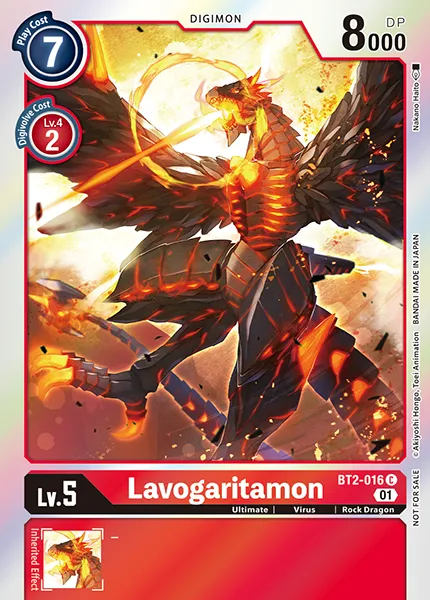 DIGIMON
Play Cost
7
DP
8000
Digivolve Cost
Lv.4
2
Nakano Haito
©Akiyoshi Hongo, Toei Animation BANDAI MADE IN JAPAN
NOT FOR SALE
Lv.5
Lavogaritamon
BT2-016 C
01
Ultimate | Virus | Rock Dragon
Inherited Effect
–